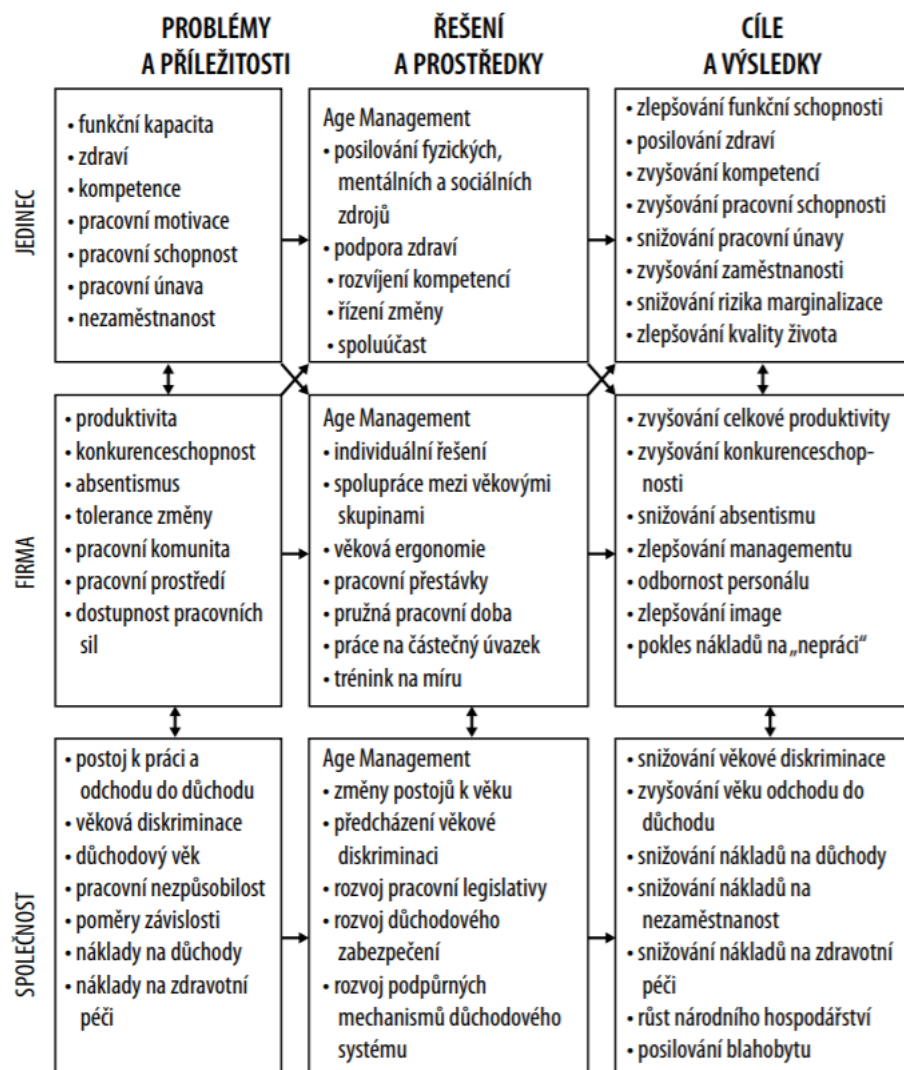 PROBLÉMY
A PŘÍLEŽITOSTI
ŘEŠENÍ
A PROSTŘEDKY
CÍLE
A VÝSLEDKY
JEDINEC
• funkční kapacita
• zdraví
• kompetence
• pracovní motivace
• pracovní schopnost
• pracovní únava
• nezaměstnanost
Age Management
• posilování fyzických,
mentálních a sociálních
zdrojů
• podpora zdraví
• rozvíjení kompetencí
• řízení změny
• spoluúčast
• zlepšování funkční schopnosti
• posilování zdraví
• zvyšování kompetencí
• zvyšování pracovní schopnosti
• snižování pracovní únavy
• zvyšování zaměstnanosti
• snižování rizika marginalizace
• zlepšování kvality života
FIRMA
• produktivita
• konkurenceschopnost
• absentismus
• tolerance změny
• pracovní komunita
• pracovní prostředí
• dostupnost pracovních
sil
Age Management
• individuální řešení
• spolupráce mezi věkovými
skupinami
• věková ergonomie
• pracovní přestávky
• pružná pracovní doba
• práce na částečný úvazek
• trénink na míru
• zvyšování celkové produktivity
• zvyšování konkurenceschop-
nosti
• snižování absentismu
• zlepšování managementu
• odbornost personálu
• zlepšování image
• pokles nákladů na „nepráci“
SPOLEČNOST
• postoj k práci a
odchodu do důchodu
• věková diskriminace
• důchodový věk
• pracovní nezpůsobilost
• poměry závislosti
• náklady na důchody
• náklady na zdravotní
péči
Age Management
• změny postojů k věku
• předcházení věkové
diskriminaci
• rozvoj pracovní legislativy
• rozvoj důchodového
zabezpečení
• rozvoj podpůrných
mechanismů důchodového
systému
• snižování věkové diskriminace
• zvyšování věku odchodu do
důchodu
• snižování nákladů na důchody
• snižování nákladů na
nezaměstnanost
• snižování nákladů na zdravotní
péči
• růst národního hospodářství
• posilování blahobytu